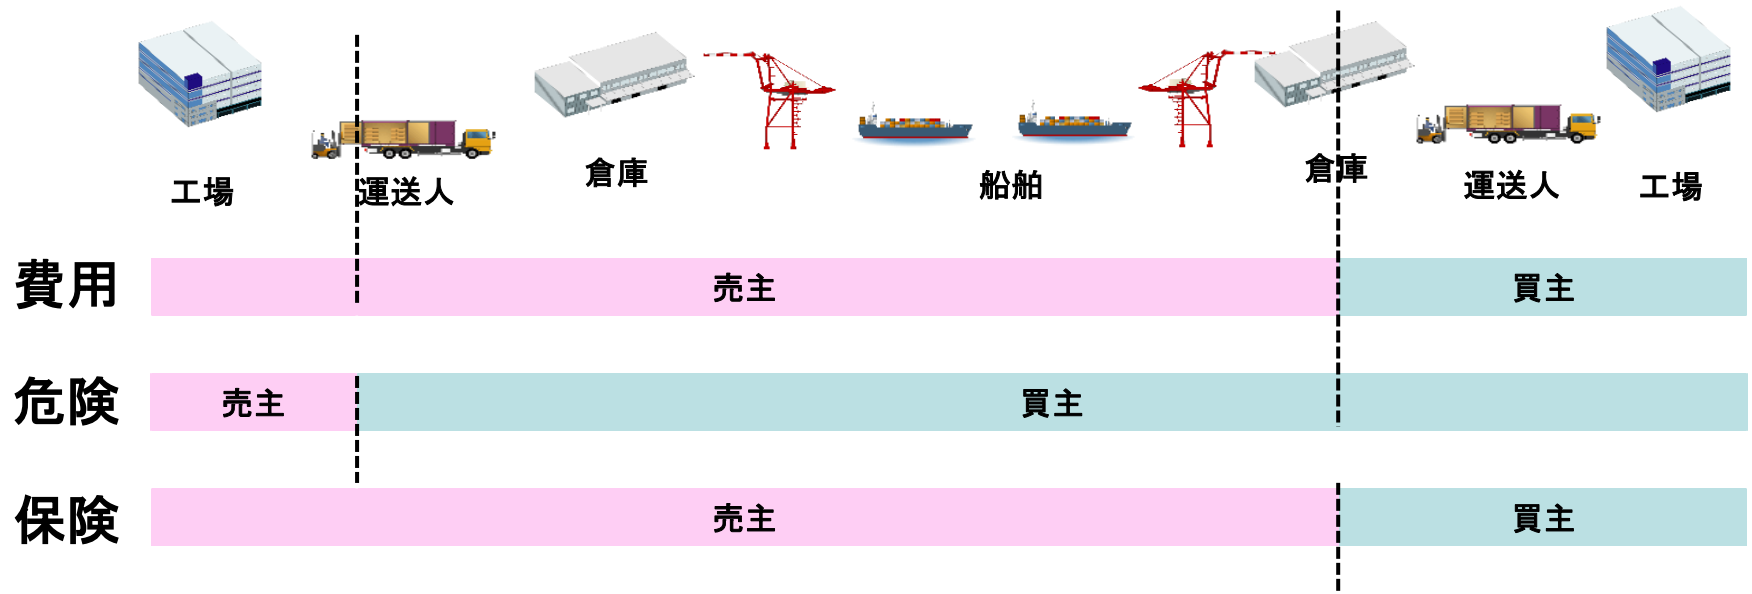 工場
運送人
倉庫
船舶
倉庫
運送人
工場
費用
売主
買主
危険
売主
買主
保険
売主
買主